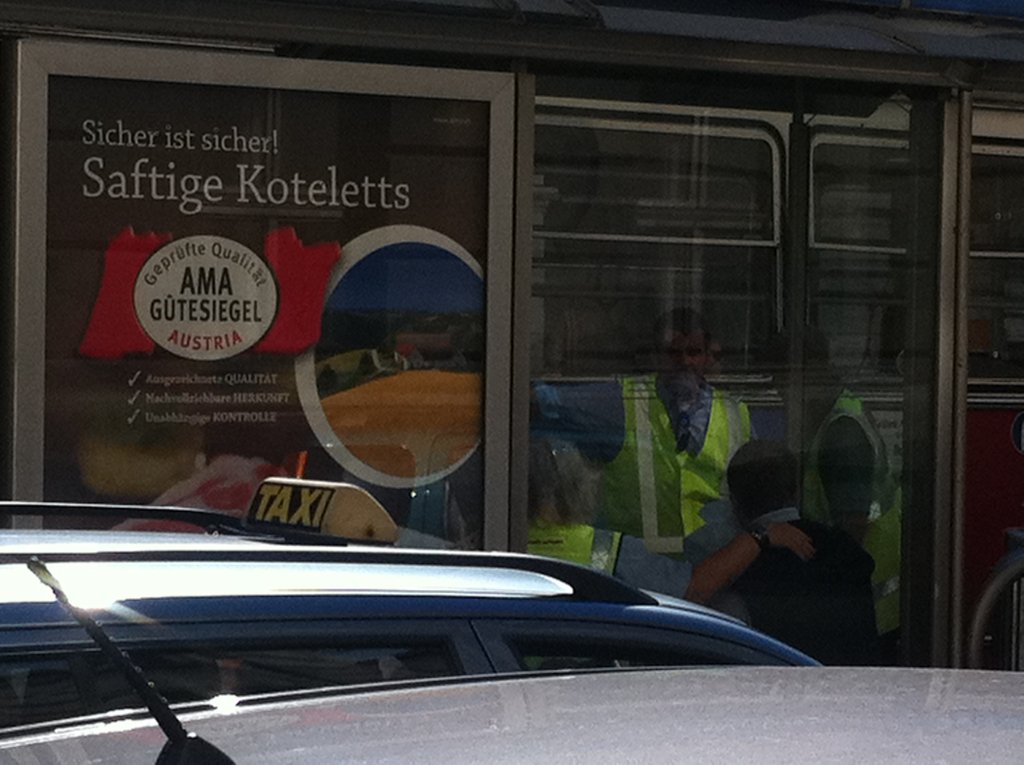 Sicher ist sicher!
Saftige Koteletts
Geprüfte Qualität
AMA
GÜTESIEGEL
AUSTRIA
✓ Ausgezeichnete QUALITÄT
✓ Nachvollziehbare HERKUNFT
✓ Unabhängige KONTROLLE
TAXI